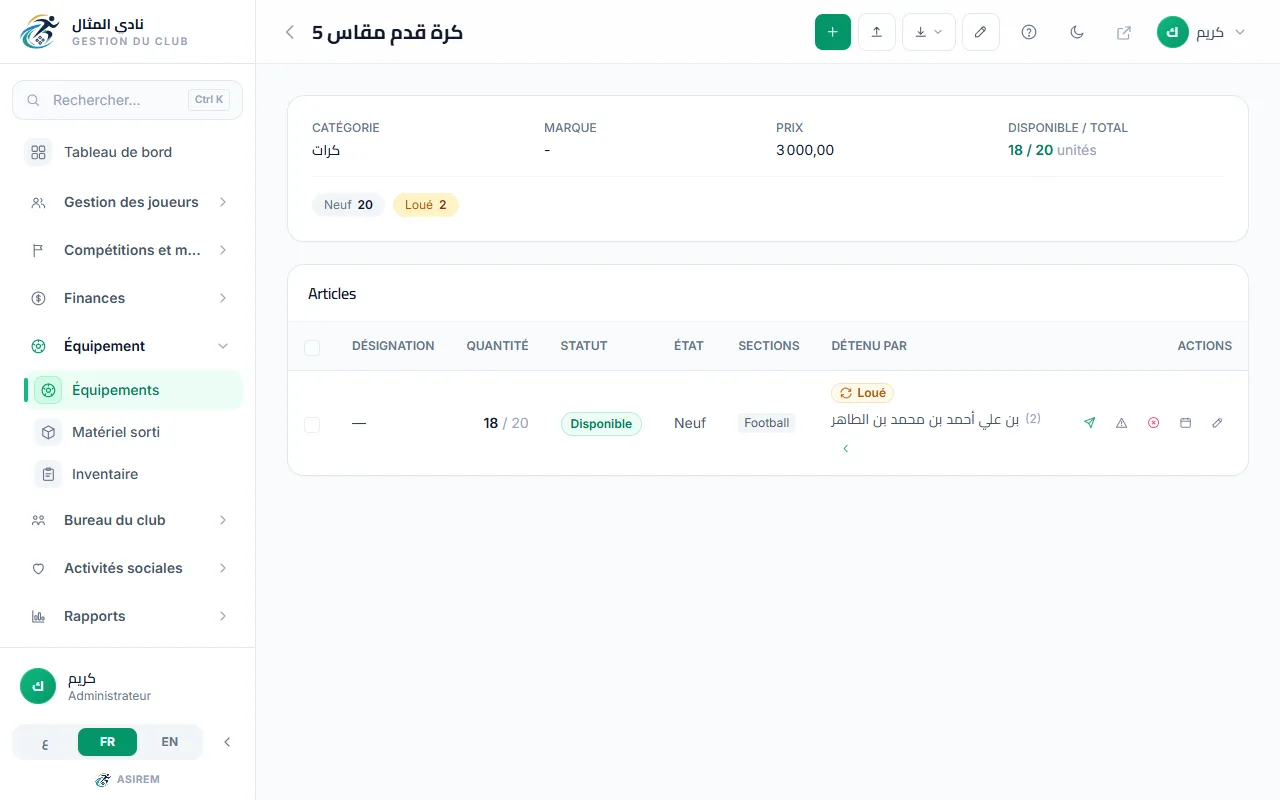 نادي المثال
GESTION DU CLUB
Rechercher... Ctrl K
Tableau de bord
Gestion des joueurs
Compétitions et m...
Finances
Équipement
Équipements
Matériel sorti
Inventaire
Bureau du club
Activités sociales
Rapports
ك كريم
Administrateur
ع FR EN
ASIREM
كرة قدم مقاس 5
ك كريم
CATÉGORIE MARQUE PRIX DISPONIBLE / TOTAL
كرات - 3 000,00 18 / 20 unités
Neuf 20 Loué 2
Articles
DÉSIGNATION QUANTITÉ STATUT ÉTAT SECTIONS DÉTENU PAR ACTIONS
Loué
— 18 / 20 Disponible Neuf Football بن علي أحمد بن محمد بن الطاهر (2)